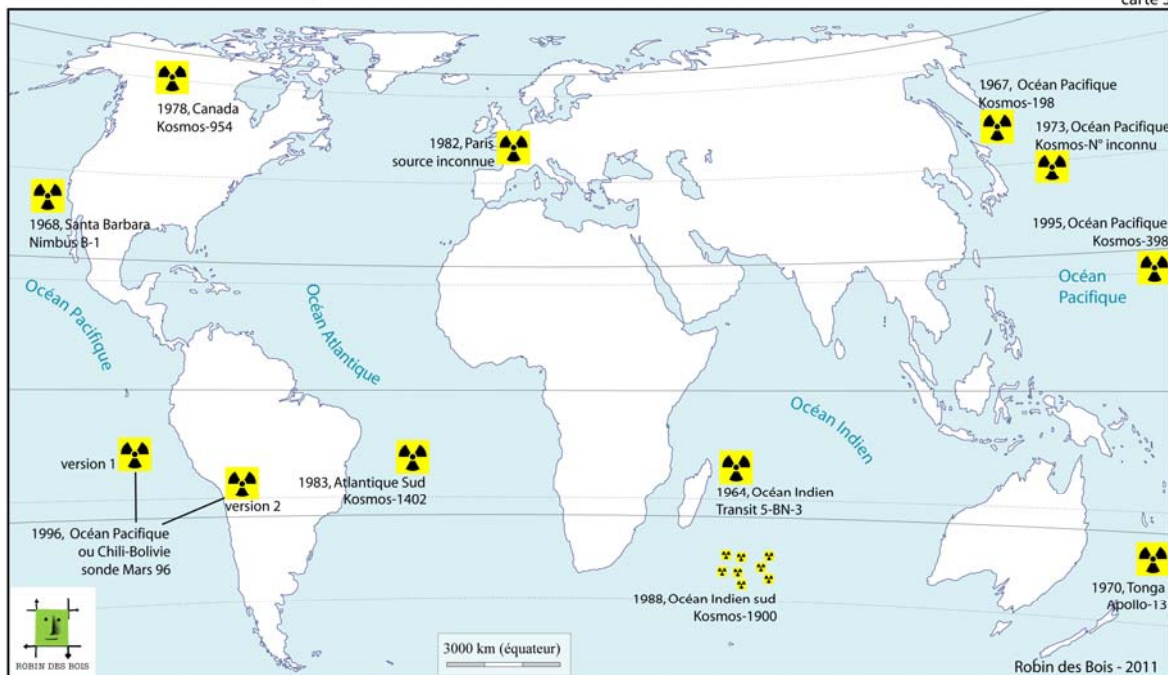 carte 3
1978, Canada
Kosmos-954
1982, Paris
source inconnue
1967, Océan Pacifique
Kosmos-198
1973, Océan Pacifique
Kosmos-N° inconnu
1968, Santa Barbara
Nimbus B-1
1995, Océan Pacifique
Kosmos-398
Océan
Pacifique
Océan Pacifique
Océan Atlantique
Océan Indien
version 1
version 2
1983, Atlantique Sud
Kosmos-1402
1964, Océan Indien
Transit 5-BN-3
1996, Océan Pacifique
ou Chili-Bolivie
sonde Mars 96
1988, Océan Indien sud
Kosmos-1900
1970, Tonga
Apollo-13
ROBIN DES BOIS
3000 km (équateur)
Robin des Bois - 2011